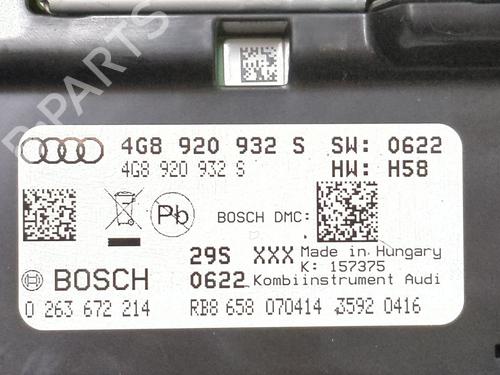 4G8 920 932 S SW: 0622
4G8 920 932 S HW: H58
Pb
BOSCH DMC:
29S XXX Made in Hungary
K: 157375
BOSCH 0622 Kombiinstrument Audi
0 263 672 214 RB8 658 070414 3592 0416
B-PARTS